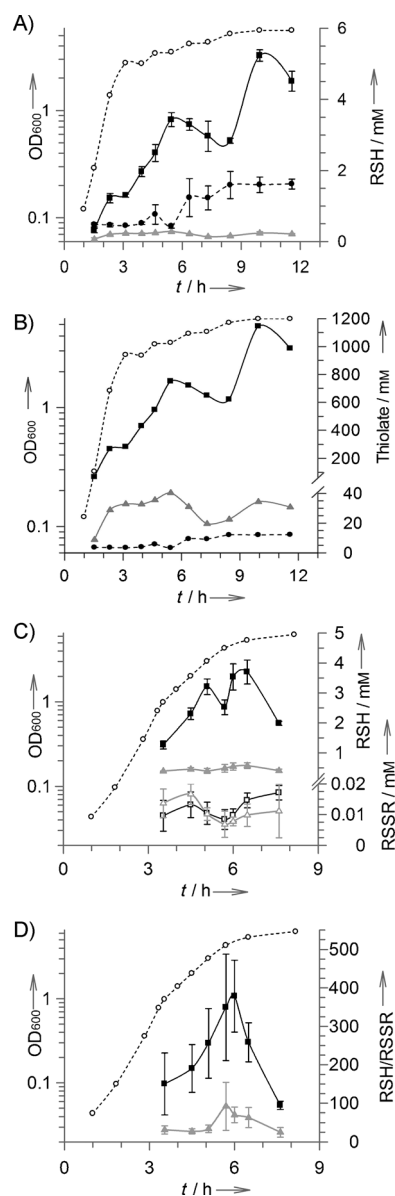 A)
6
4
2
0
1
0.1
OD600
RSH / mM
0 3 6 9 12
t / h
B)
1200
1000
800
600
400
200
40
20
0
1
0.1
OD600
Thiolate / mM
0 3 6 9 12
t / h
C)
5
4
3
2
1
0.02
0.01
0
1
0.1
OD600
RSH / mM
RSSR / mM
0 3 6 9
t / h
D)
500
400
300
200
100
0
1
0.1
OD600
RSH/RSSR
0 3 6 9
t / h